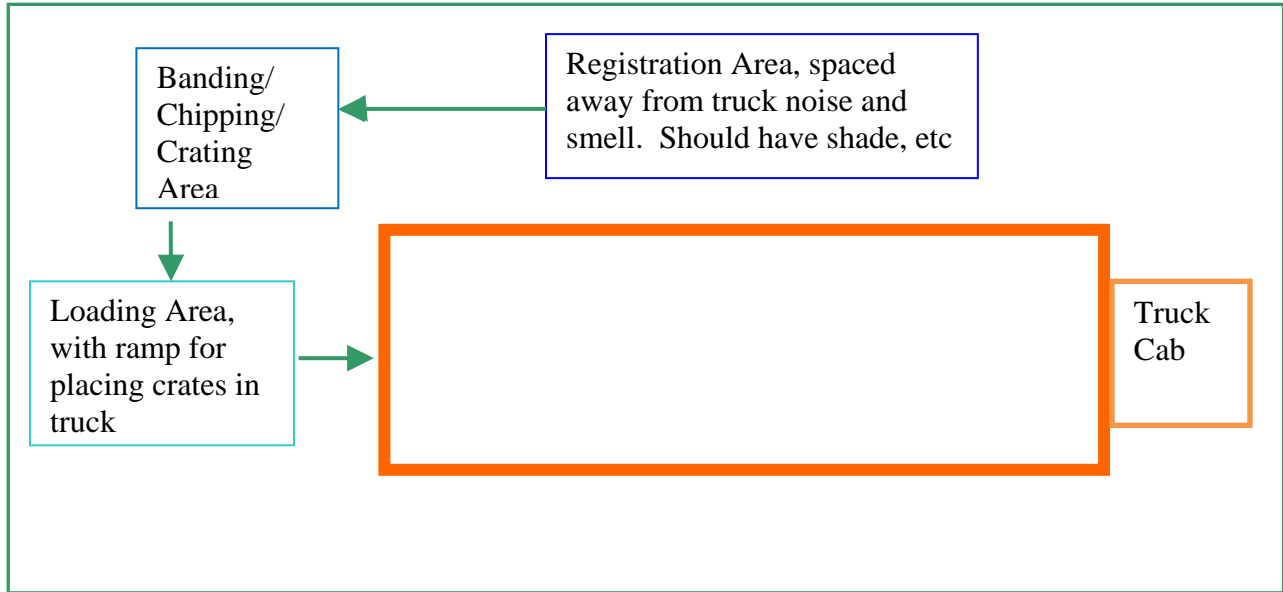 Banding/
Chipping/
Crating
Area
Registration Area, spaced
away from truck noise and
smell.  Should have shade, etc
Loading Area,
with ramp for
placing crates in
truck
Truck
Cab